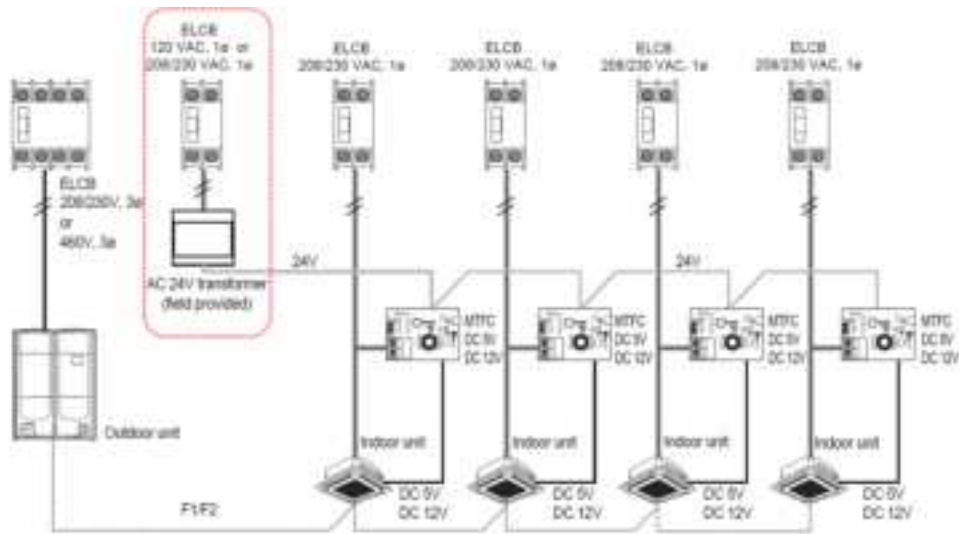 ELCB
120 VAC, 1ø or
208/230 VAC, 1ø
ELCB
208/230 VAC, 1ø
ELCB
208/230 VAC, 1ø
ELCB
208/230 VAC, 1ø
ELCB
208/230 VAC, 1ø
ELCB
208/230V, 3ø
or
460V, 3ø
AC 24V transformer
(field provided)
24V
24V
MTFC
DC 5V
DC 12V
MTFC
DC 5V
DC 12V
MTFC
DC 5V
DC 12V
MTFC
DC 5V
DC 12V
Outdoor unit
Indoor unit
Indoor unit
Indoor unit
Indoor unit
F1/F2
DC 5V
DC 12V
DC 5V
DC 12V
DC 5V
DC 12V
DC 5V
DC 12V